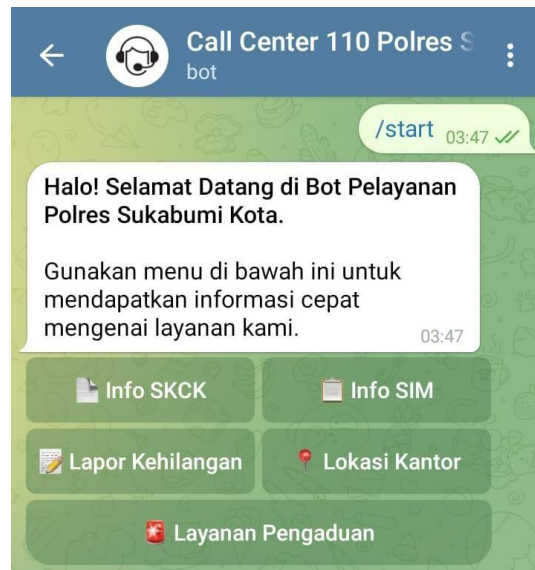 Call Center 110 Polres S
bot
/start 03:47
Halo! Selamat Datang di Bot Pelayanan
Polres Sukabumi Kota.
Gunakan menu di bawah ini untuk
mendapatkan informasi cepat
mengenai layanan kami.
03:47
Info SKCK
Info SIM
Lapor Kehilangan
Lokasi Kantor
Layanan Pengaduan